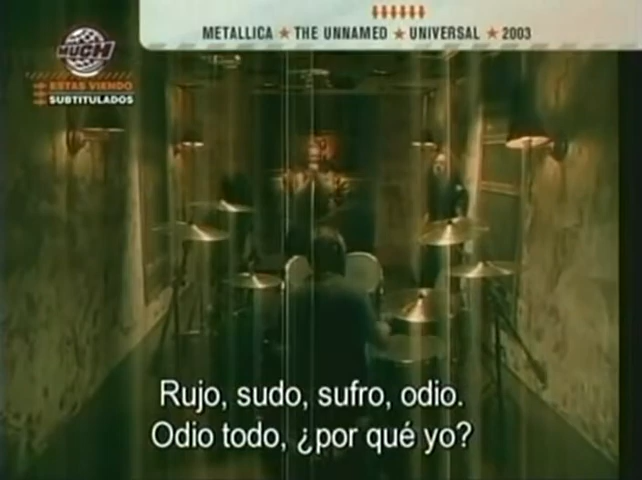 METALLICA ★ THE UNNAMED ★ UNIVERSAL ★ 2003
MUCH
ESTAS VIENDO
SUBTITULADOS
Rujo, sudo, sufro, odio.
Odio todo, ¿por qué yo?